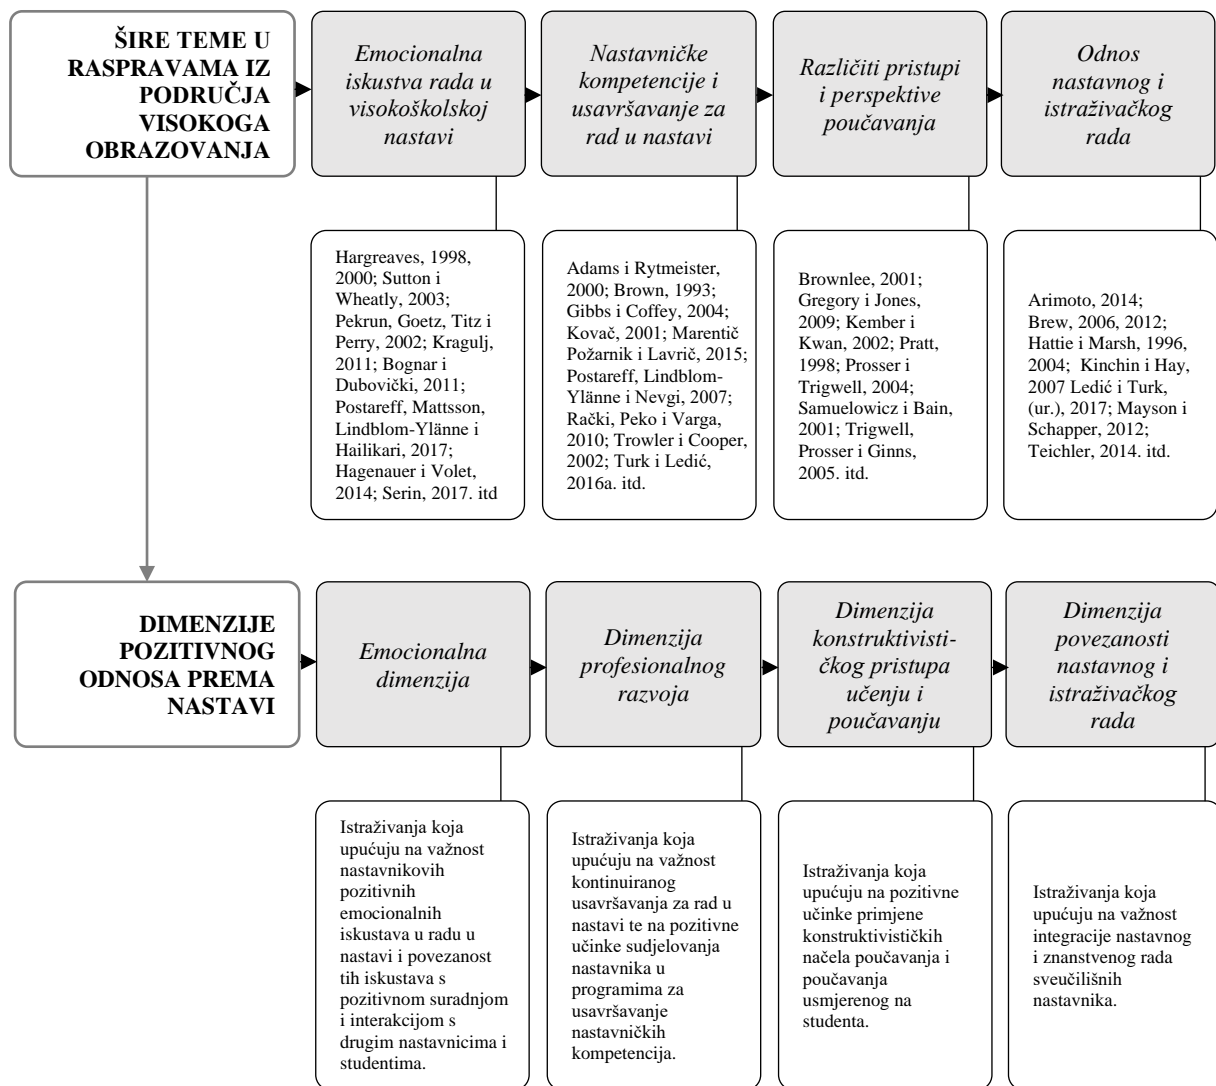 ŠIRE TEME U
RASPRAVAMA IZ
PODRUČJA
VISOKOGA
OBRAZOVANJA
Emocionalna
iskustva rada u
visokoškolskoj
nastavi
Nastavničke
kompetencije i
usavršavanje za
rad u nastavi
Različiti pristupi
i perspektive
poučavanja
Odnos
nastavnog i
istraživačkog
rada
Hargreaves, 1998,
2000; Sutton i
Wheatly, 2003;
Pekrun, Goetz, Titz i
Perry, 2002; Kragulj,
2011; Bognar i
Dubovički, 2011;
Postareff, Mattsson,
Lindblom-Ylänne i
Hailikari, 2017;
Hagenauer i Volet,
2014; Serin, 2017. itd
Adams i Rytmeister,
2000; Brown, 1993;
Gibbs i Coffey, 2004;
Kovač, 2001; Marentič
Požarnik i Lavrič, 2015;
Postareff, Lindblom-
Ylänne i Nevgi, 2007;
Rački, Peko i Varga,
2010; Trowler i Cooper,
2002; Turk i Ledić,
2016a. itd.
Brownlee, 2001;
Gregory i Jones,
2009; Kember i
Kwan, 2002; Pratt,
1998; Prosser i
Trigwell, 2004;
Samuelowicz i Bain,
2001; Trigwell,
Prosser i Ginns,
2005. itd.
Arimoto, 2014;
Brew, 2006, 2012;
Hattie i Marsh, 1996,
2004; Kinchin i Hay,
2007 Ledić i Turk,
(ur.), 2017; Mayson i
Schapper, 2012;
Teichler, 2014. itd.
DIMENZIJE
POZITIVNOG
ODNOSA PREMA
NASTAVI
Emocionalna
dimenzija
Dimenzija
profesionalnog
razvoja
Dimenzija
konstruktivisti-
čkog pristupa
učenju i
poučavanju
Dimenzija
povezanosti
nastavnog i
istraživačkog
rada
Istraživanja koja
upućuju na važnost
nastavnikovih
pozitivnih
emocionalnih
iskustava u radu u
nastavi i povezanost
tih iskustava s
pozitivnom suradnjom
i interakcijom s
drugim nastavnicima i
studentima.
Istraživanja koja
upućuju na važnost
kontinuiranog
usavršavanja za rad u
nastavi te na pozitivne
učinke sudjelovanja
nastavnika u
programima za
usavršavanje
nastavničkih
kompetencija.
Istraživanja koja
upućuju na pozitivne
učinke primjene
konstruktivističkih
načela poučavanja i
poučavanja
usmjerenog na
studenta.
Istraživanja koja
upućuju na važnost
integracije nastavnog
i znanstvenog rada
sveučilišnih
nastavnika.